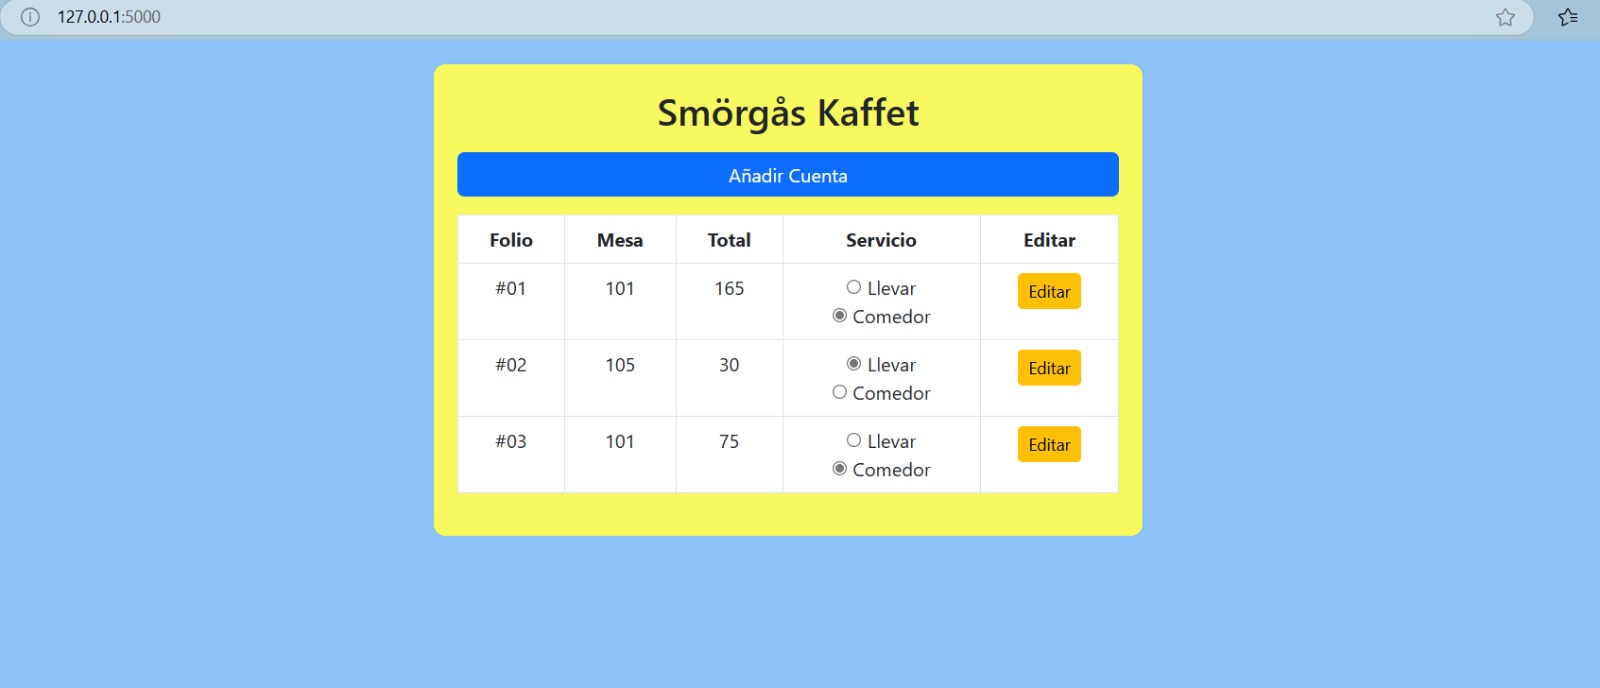 127.0.0.1:5000
Smörgås Kaffet
Añadir Cuenta
Folio Mesa Total Servicio Editar
#01 101 165 Llevar Editar
Comedor
#02 105 30 Llevar Editar
Comedor
#03 101 75 Llevar Editar
Comedor